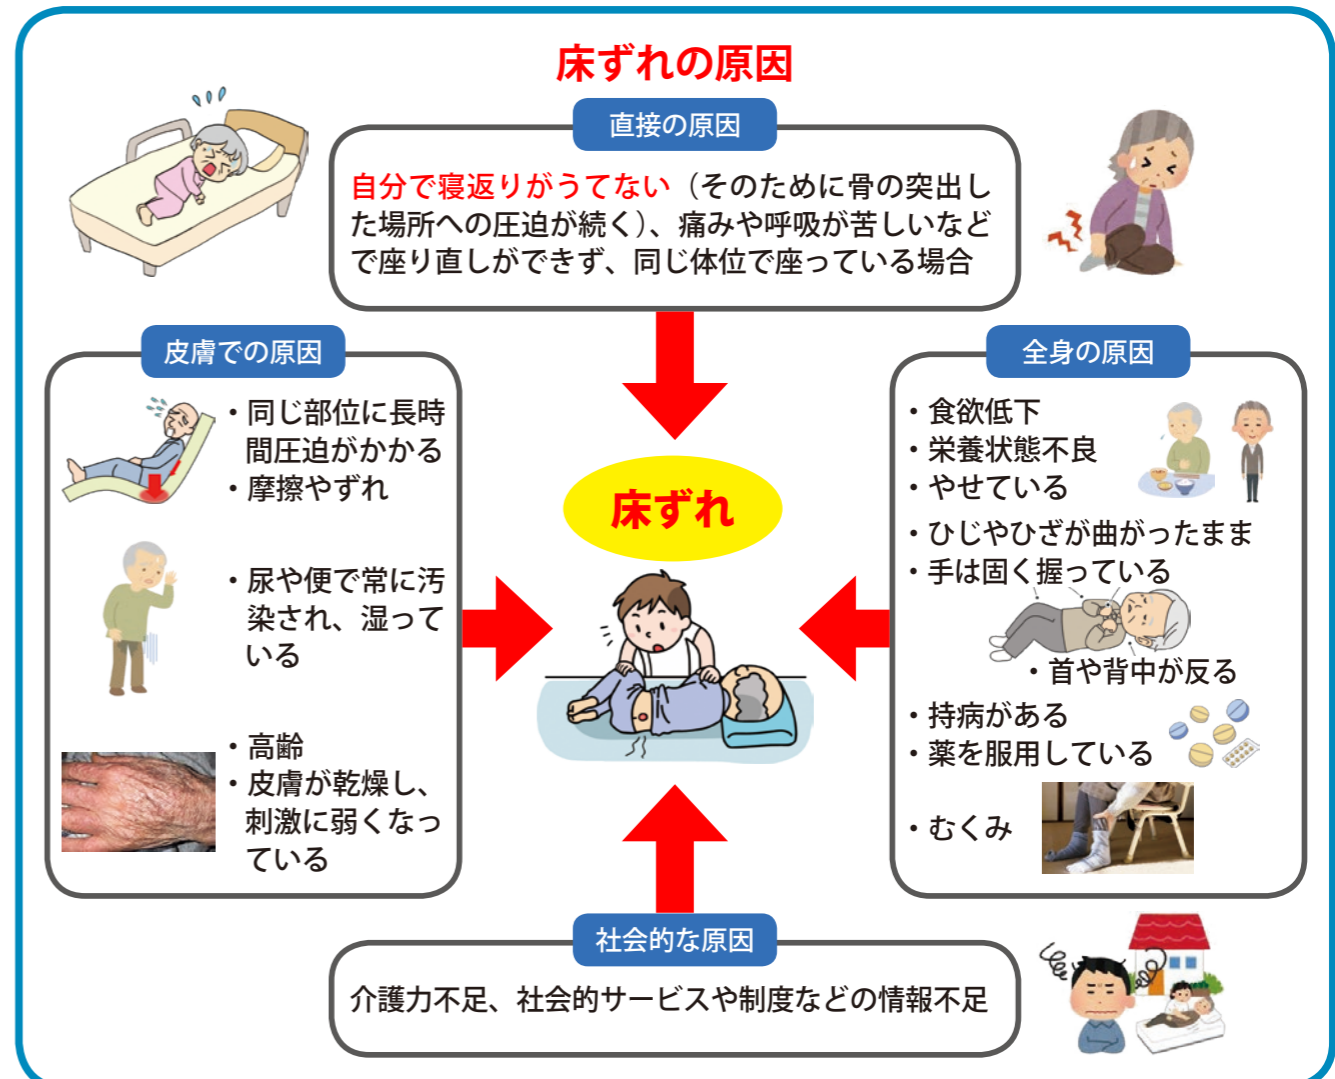 床ずれの原因
直接の原因
自分で寝返りがうてない（そのために骨の突出し
た場所への圧迫が続く）、痛みや呼吸が苦しいなど
で座り直しができず、同じ体位で座っている場合
皮膚での原因
・同じ部位に長時
間圧迫がかかる
・摩擦やずれ
・尿や便で常に汚
染され、湿って
いる
・高齢
・皮膚が乾燥し、
刺激に弱くなっ
ている
床ずれ
全身の原因
・食欲低下
・栄養状態不良
・やせている
・ひじやひざが曲がったまま
・手は固く握っている
・首や背中が反る
・持病がある
・薬を服用している
・むくみ
社会的な原因
介護力不足、社会的サービスや制度などの情報不足